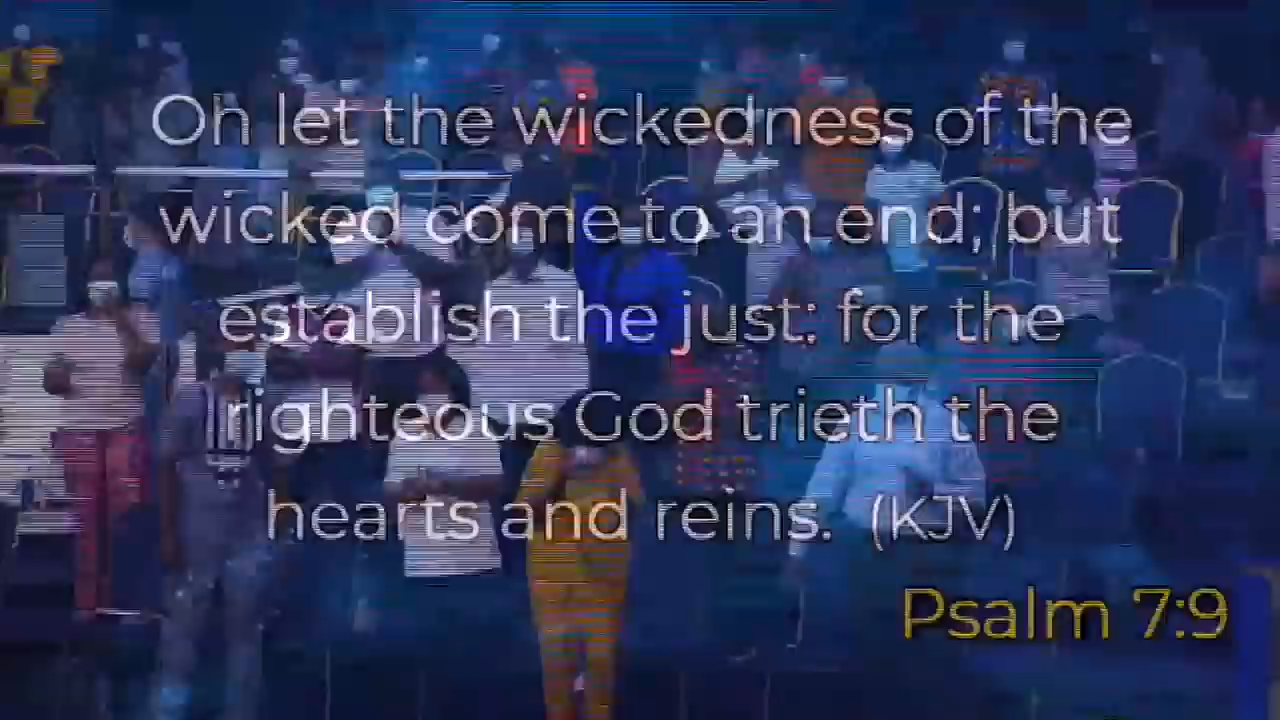 Oh let the wickedness of the
wicked come to an end; but
establish the just: for the
righteous God trieth the
hearts and reins. (KJV)
Psalm 7:9